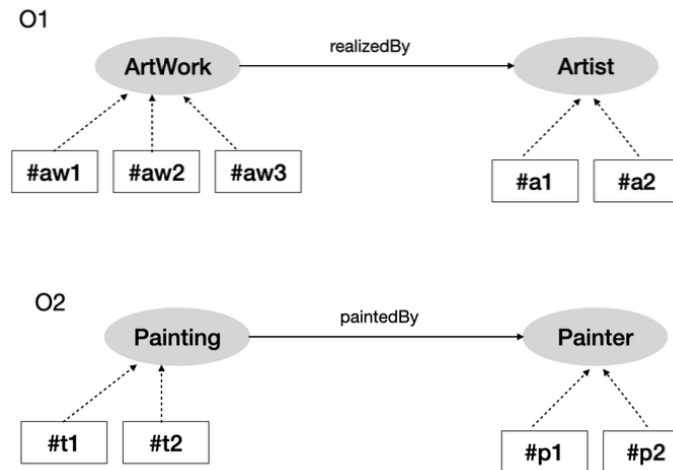 O1
realizedBy
ArtWork
Artist
#aw1
#aw2
#aw3
#a1
#a2
O2
paintedBy
Painting
Painter
#t1
#t2
#p1
#p2